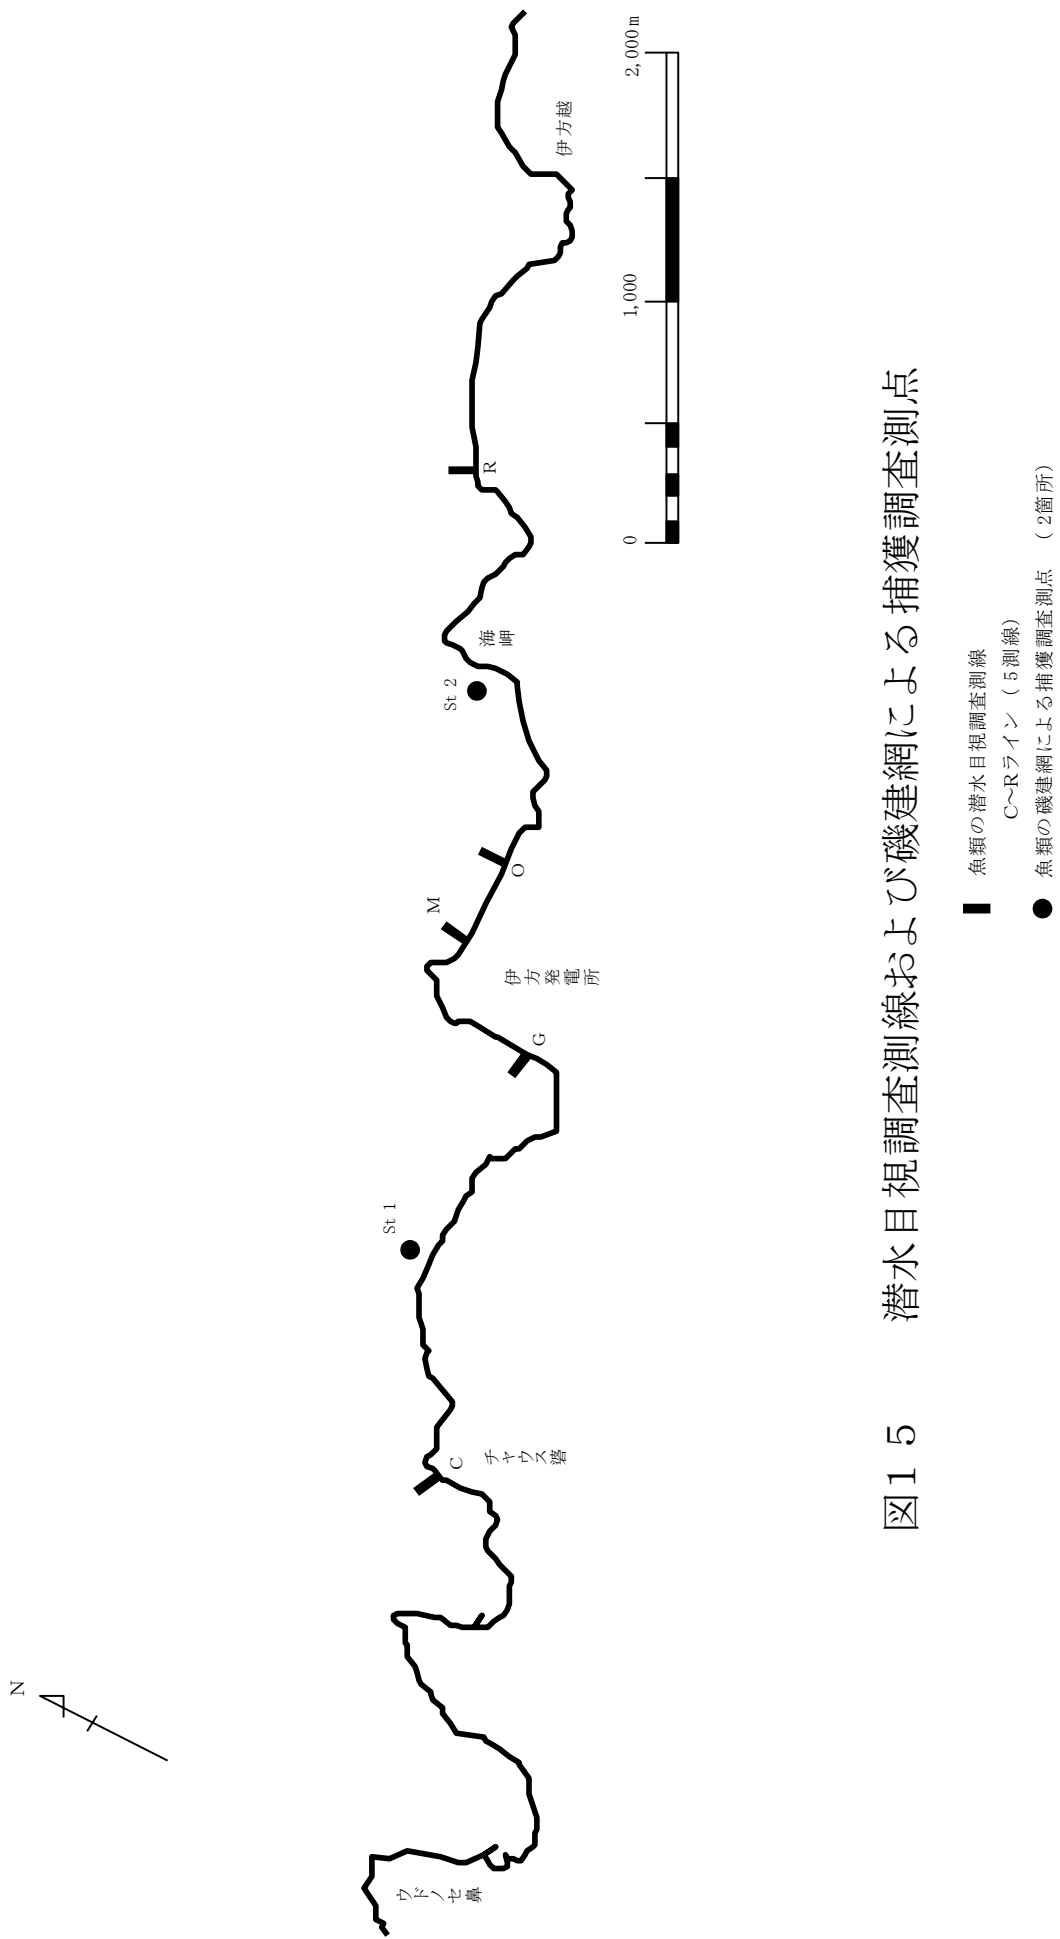 N
ウドノセ鼻
C
チャウス碆
St 1
G
伊方発電所
M
O
St 2
海岬
R
伊方越
0
1,000
2,000m
図15 潜水目視調査測線および磯建網による捕獲調査測点
魚類の潜水目視調査測線
C～Rライン（5測線）
魚類の磯建網による捕獲調査測点 （2箇所）